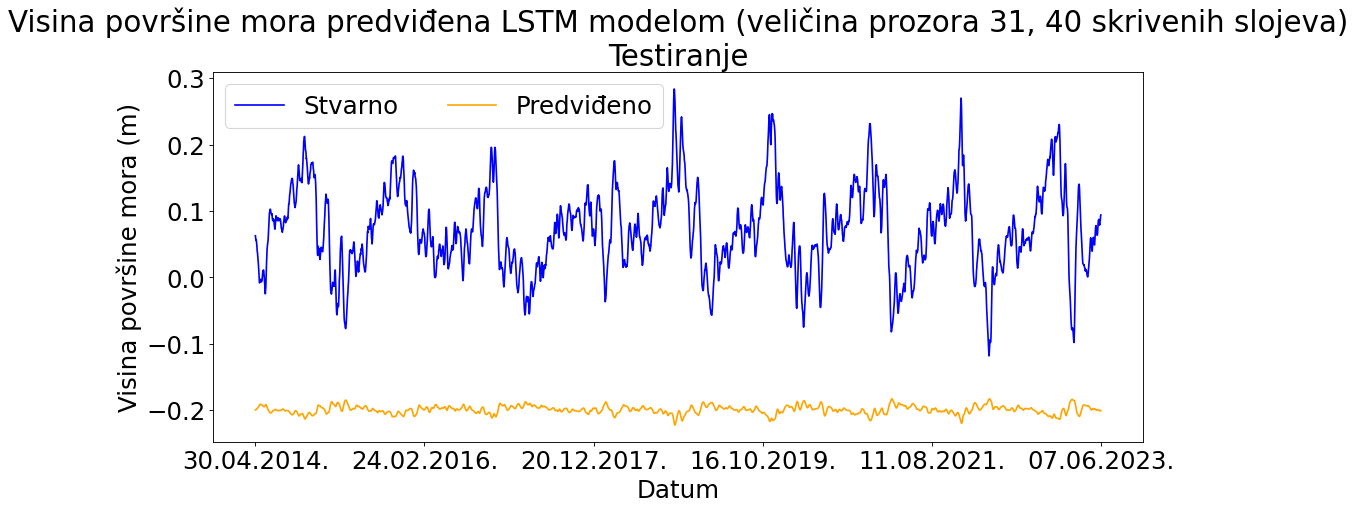 Visina površine mora predviđena LSTM modelom (veličina prozora 31, 40 skrivenih slojeva)
Testiranje
Stvarno
Predviđeno
Visina površine mora (m)
0.3
0.2
0.1
0.0
−0.1
−0.2
30.04.2014.
24.02.2016.
20.12.2017.
16.10.2019.
11.08.2021.
07.06.2023.
Datum